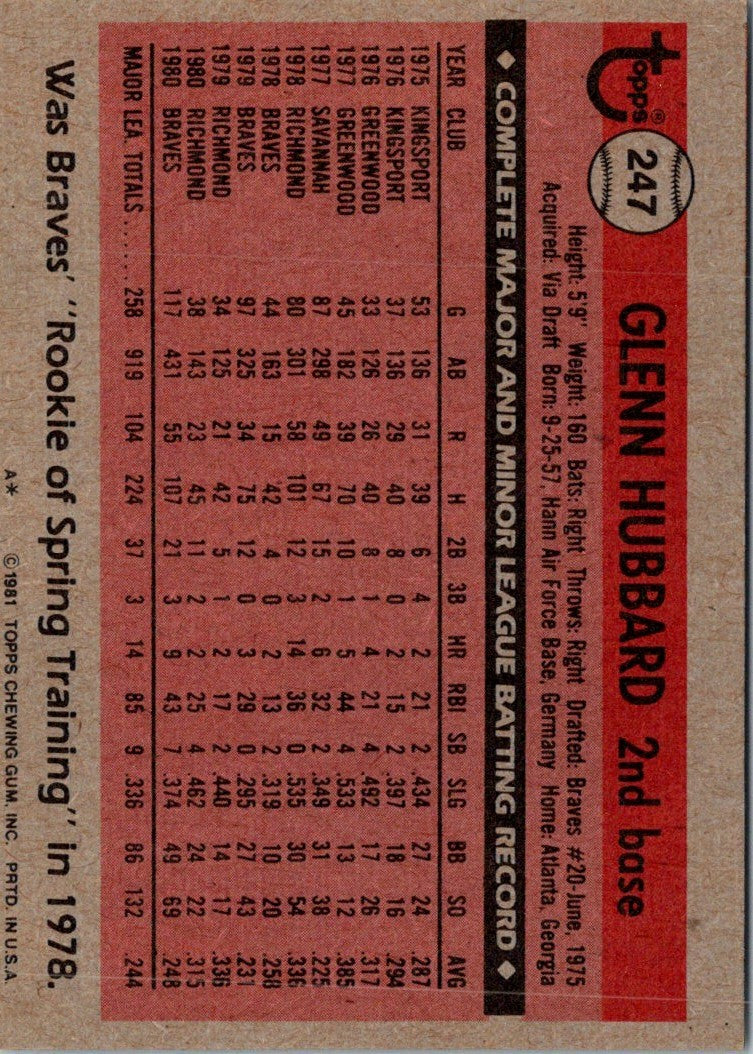 Topps®
247 GLENN HUBBARD 2nd base
Height: 5'9" Weight: 160 Bats: Right Throws: Right Drafted: Braves #20-June, 1975
Acquired: Via Draft Born: 9-25-57, Hann Air Force Base, Germany Home: Atlanta, Georgia
◆ COMPLETE MAJOR AND MINOR LEAGUE BATTING RECORD ◆
YEAR CLUB G AB R H 2B 3B HR RBI SB SLG BB SO AVG
1975 KINGSPORT 53 136 31 39 6 4 2 21 2 .434 27 24 .287
1976 KINGSPORT 37 136 29 40 8 0 2 15 2 .397 18 16 .294
1976 GREENWOOD 33 126 26 40 8 1 4 21 4 .492 17 26 .317
1977 GREENWOOD 45 182 39 70 10 1 5 44 4 .533 13 12 .385
1977 SAVANNAH 87 298 49 67 15 2 6 32 2 .349 31 38 .225
1978 RICHMOND 80 301 58 101 12 3 14 36 0 .535 30 54 .336
1978 BRAVES 44 163 15 42 4 0 2 13 2 .319 10 20 .258
1979 BRAVES 97 325 34 75 12 0 3 29 0 .295 27 43 .231
1979 RICHMOND 34 125 21 42 5 1 2 17 2 .440 14 17 .336
1980 RICHMOND 38 143 23 45 11 2 2 25 4 .462 24 22 .315
1980 BRAVES 117 431 55 107 21 3 9 43 7 .374 49 69 .248
MAJOR LEA. TOTALS ...... 258 919 104 224 37 3 14 85 9 .336 86 132 .244
Was Braves' "Rookie of Spring Training" in 1978.
A* ©1981 TOPPS CHEWING GUM, INC. PRTD. IN U.S.A.